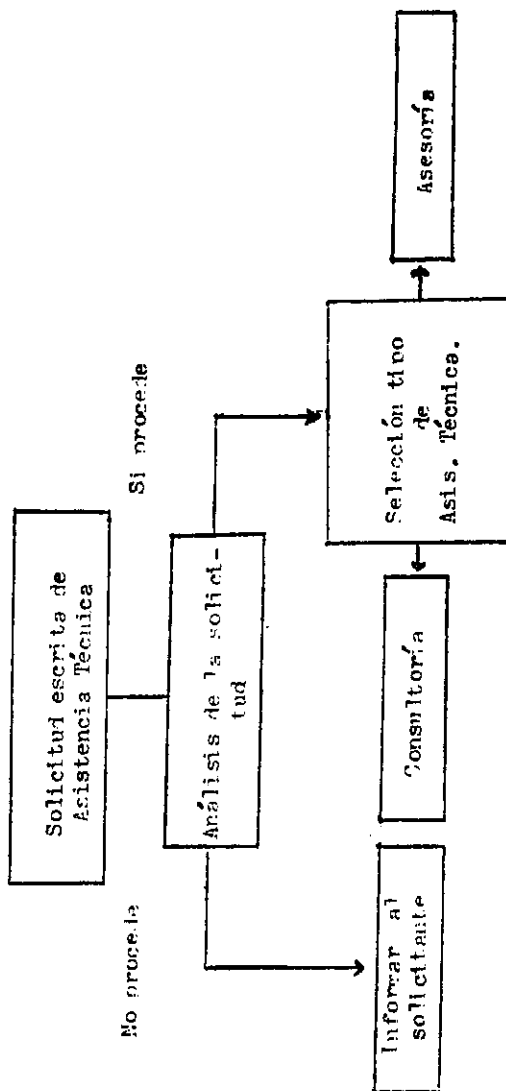 Solicitud escrita de
Asistencia Técnica
No procede
Si procede
Análisis de la solici-
tud
Informar al
solicitante
Consultoría
Selección tipo
de
Asis. Técnica.
Asesoría